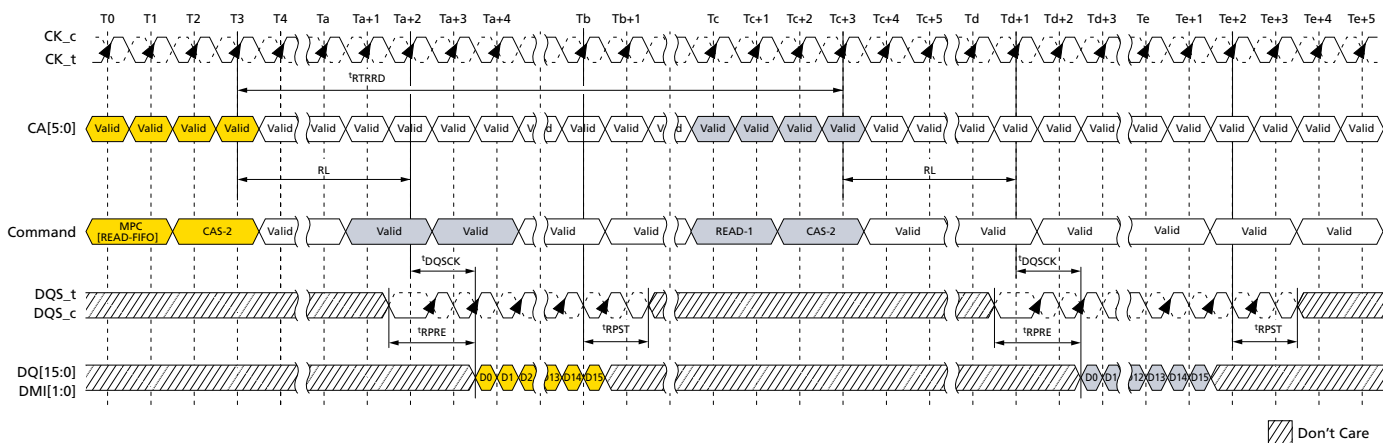 T0 T1 T2 T3 T4 Ta Ta+1 Ta+2 Ta+3 Ta+4 Tb Tb+1 Tc Tc+1 Tc+2 Tc+3 Tc+4 Tc+5 Td Td+1 Td+2 Td+3 Te Te+1 Te+2 Te+3 Te+4 Te+5
CK_c
CK_t
tRTRRD
CA[5:0] Valid Valid Valid Valid Valid Valid Valid Valid Valid Valid Valid Valid Valid Valid Valid Valid Valid Valid Valid Valid Valid Valid Valid Valid Valid Valid Valid
RL RL
Command MPC [READ-FIFO] CAS-2 Valid Valid Valid Valid Valid READ-1 CAS-2 Valid Valid Valid Valid Valid Valid
tDQSCK tDQSCK
DQS_t
DQS_c
tRPRE tRPST tRPRE tRPST
DQ[15:0] D0 D1 D2 D13 D14 D15 D0 D1 D12 D13 D14 D15
DMI[1:0]
Don't Care